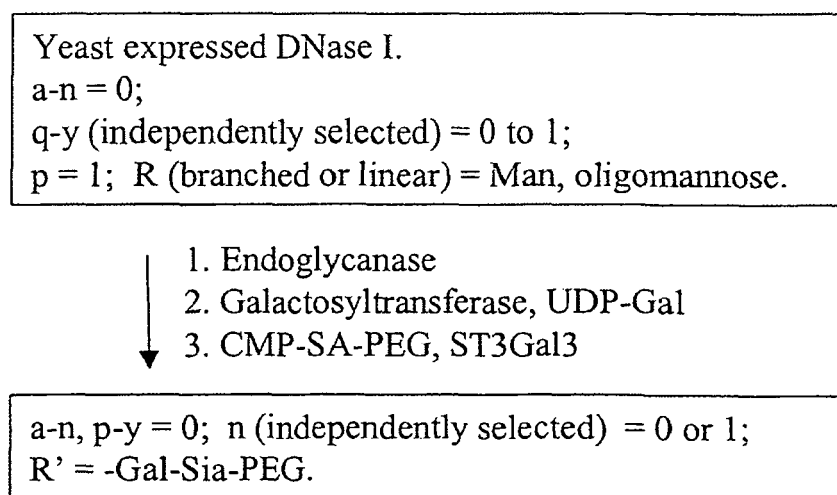 Yeast expressed DNase I.
a-n = 0;
q-y (independently selected) = 0 to 1;
p = 1; R (branched or linear) = Man, oligomannose.
1. Endoglycanase
2. Galactosyltransferase, UDP-Gal
3. CMP-SA-PEG, ST3Gal3
a-n, p-y = 0; n (independently selected) = 0 or 1;
R’ = -Gal-Sia-PEG.